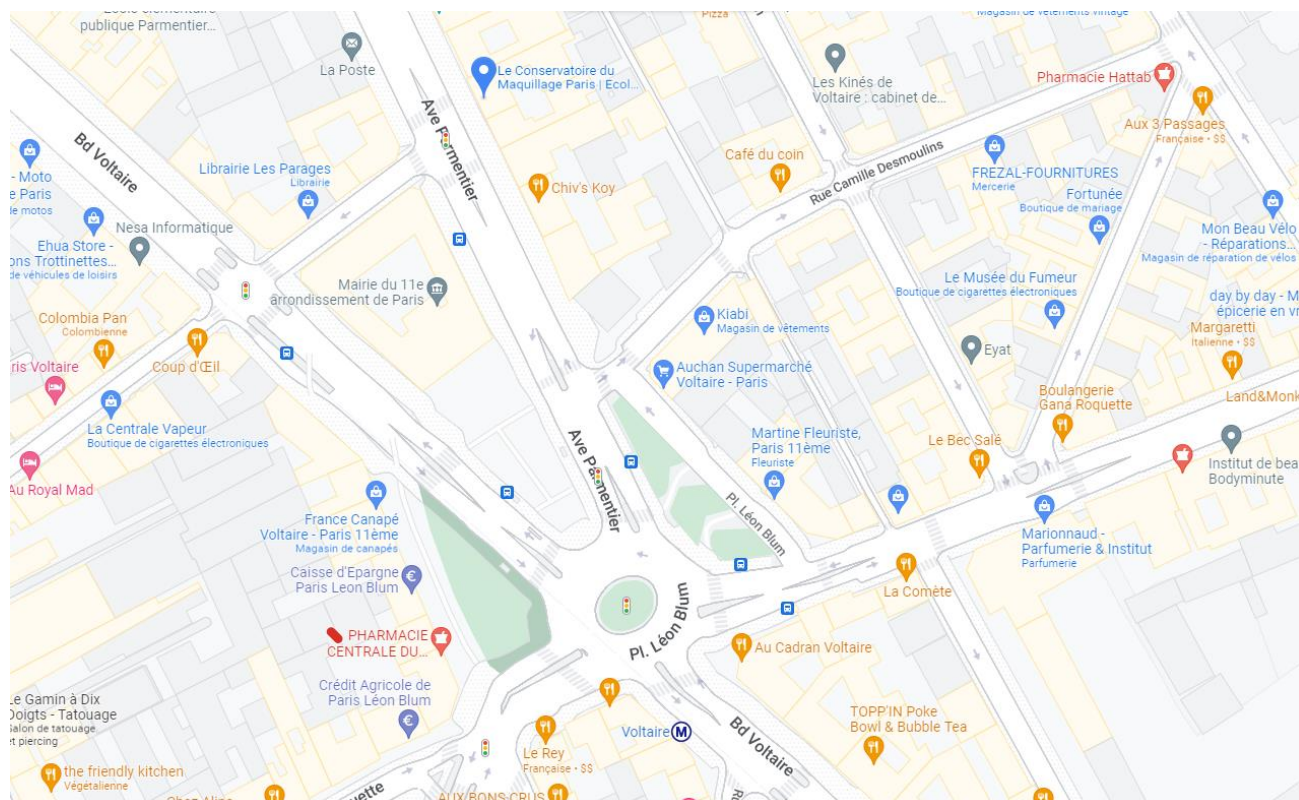 publique Parmentier...
La Poste
Le Conservatoire du
Maquillage Paris | Ecol...
Pizza
Magasin de vêtements vintage
Les Kinés de
Voltaire : cabinet de...
Pharmacie Hattab
Aux 3 Passages
Française · $$
Bd Voltaire
Ave Parmentier
Librairie Les Parages
Librairie
Café du coin
Chiv's Koy
Rue Camille Desmoulins
FREZAL-FOURNITURES
Mercerie
Fortunée
Boutique de mariage
- Moto
e Paris
de motos
Nesa Informatique
Ehua Store -
ons Trottinettes...
de véhicules de loisirs
Mairie du 11e
arrondissement de Paris
Mon Beau Vélo
- Réparations...
Magasin de réparation de vélos
Le Musée du Fumeur
Boutique de cigarettes électroniques
day by day - M
épicerie en vr
Colombia Pan
Colombienne
Kiabi
Magasin de vêtements
Margaretti
Italienne · $$
Eyat
ris Voltaire
Coup d'Œil
Auchan Supermarché
Voltaire - Paris
Boulangerie
Gana Roquette
Land&Monk
La Centrale Vapeur
Boutique de cigarettes électroniques
Ave Parmentier
Martine Fleuriste,
Paris 11ème
Fleuriste
Le Bec Salé
Institut de bea
Bodyminute
Au Royal Mad
Pl. Léon Blum
France Canapé
Voltaire - Paris 11ème
Magasin de canapés
Marionnaud -
Parfumerie & Institut
Parfumerie
Caisse d'Epargne
Paris Leon Blum
La Comète
PHARMACIE
CENTRALE DU...
Pl. Léon Blum
Au Cadran Voltaire
Crédit Agricole de
Paris Léon Blum
Le Gamin à Dix
Doigts - Tatouage
Salon de tatouage
et piercing
Voltaire M
Bd Voltaire
TOPP'IN Poke
Bowl & Bubble Tea
Le Rey
Française · $$
the friendly kitchen
Végétalienne
Chez Aline
AUX BONS CRUS